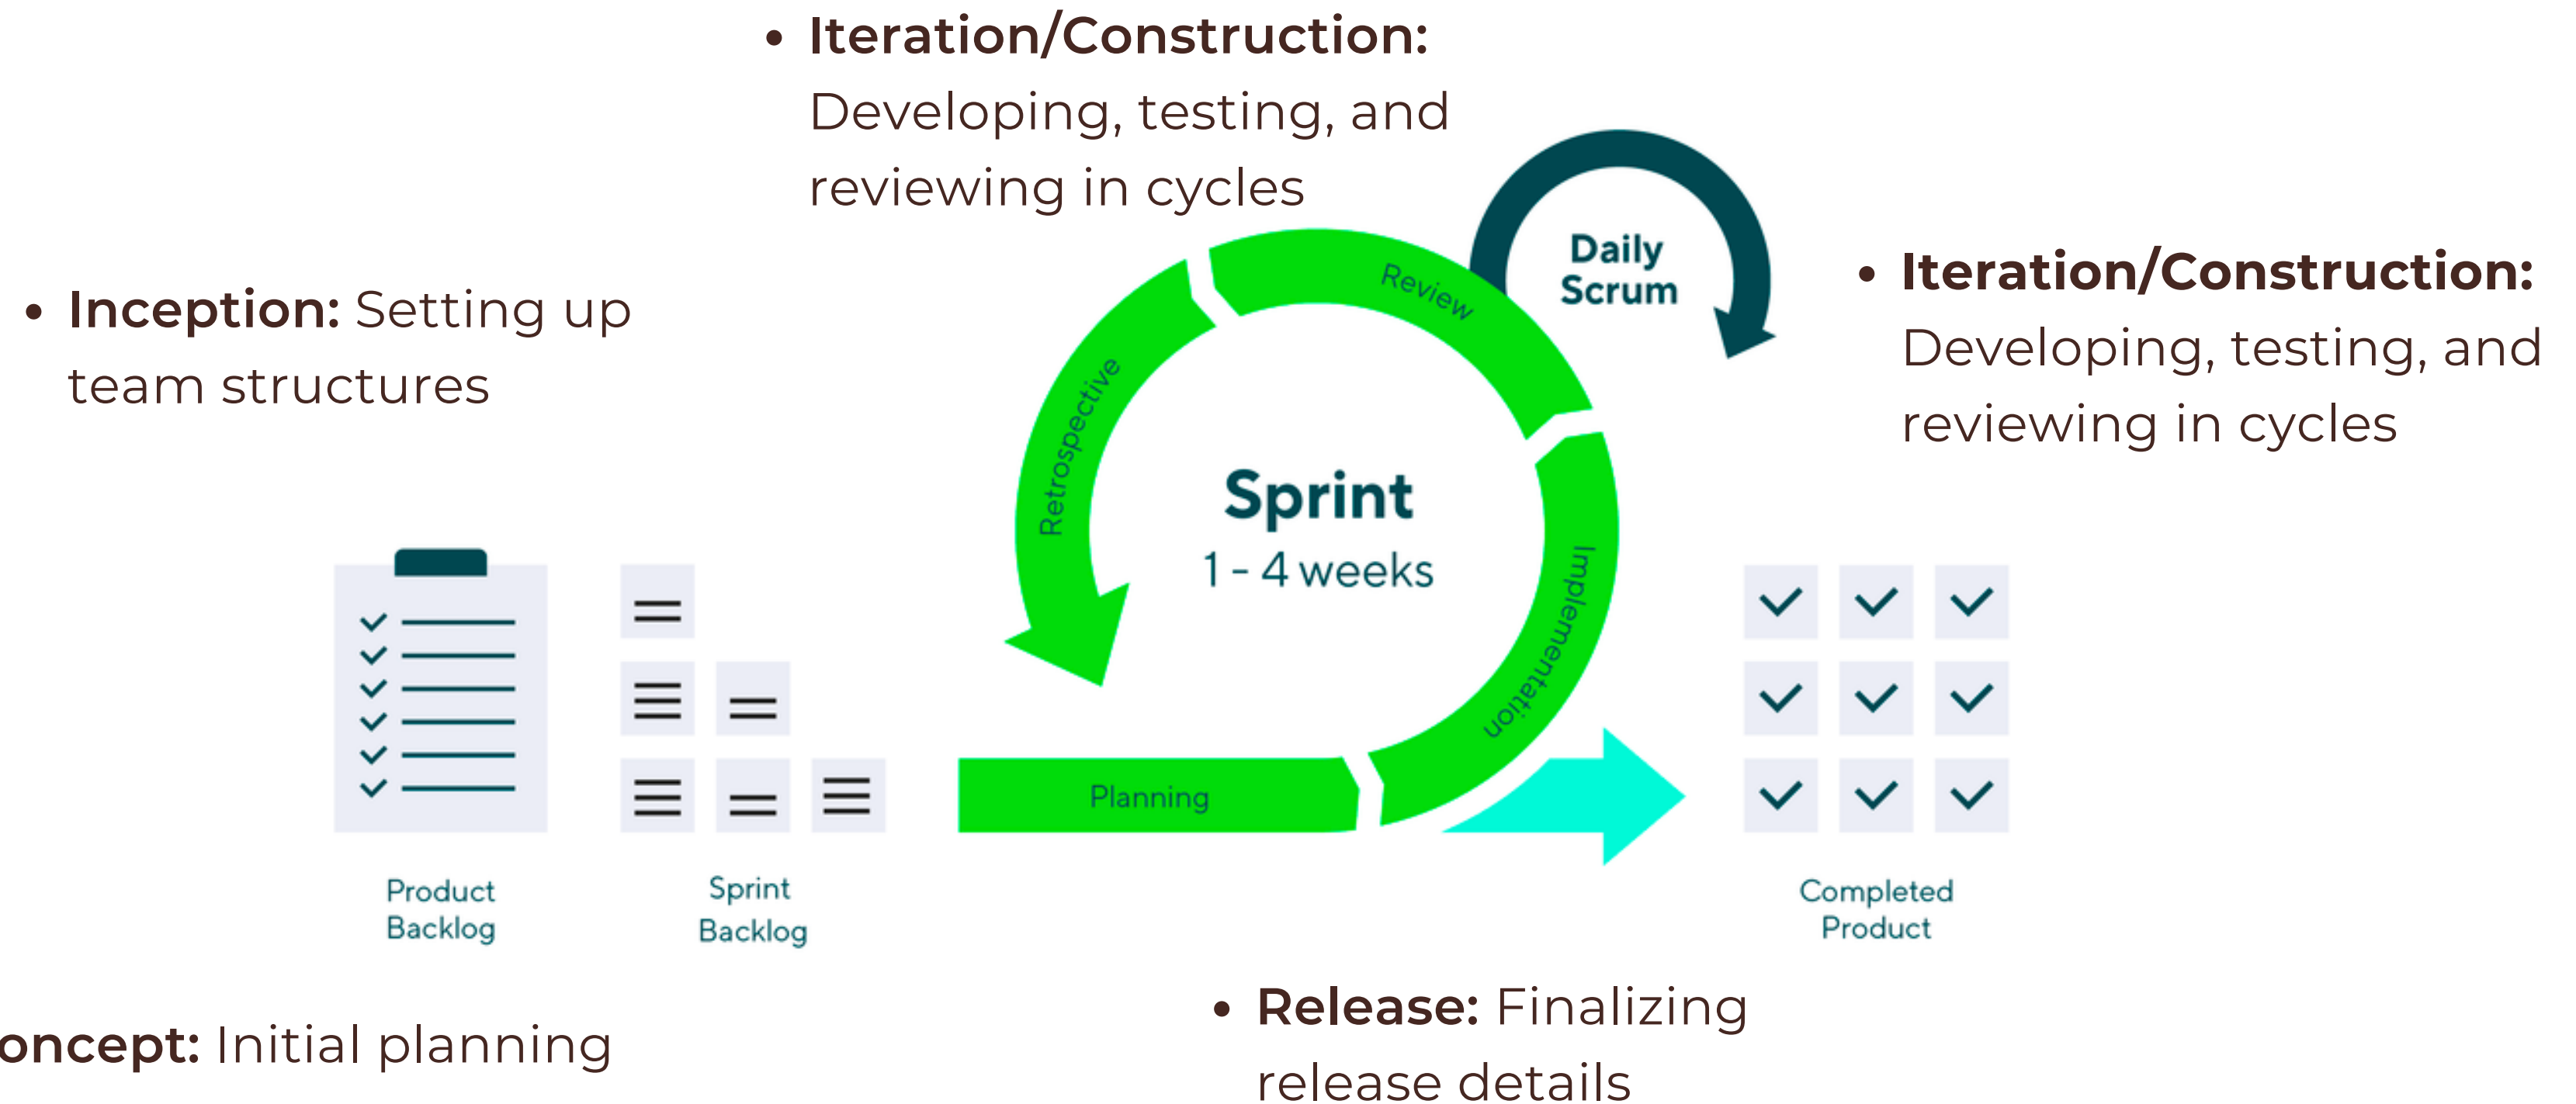 • Iteration/Construction:
Developing, testing, and
reviewing in cycles
• Inception: Setting up
team structures
Daily
Scrum
• Iteration/Construction:
Developing, testing, and
reviewing in cycles
Review
Retrospective
Sprint
1 - 4 weeks
Implementation
Planning
Product
Backlog
Sprint
Backlog
Completed
Product
oncept: Initial planning
• Release: Finalizing
release details